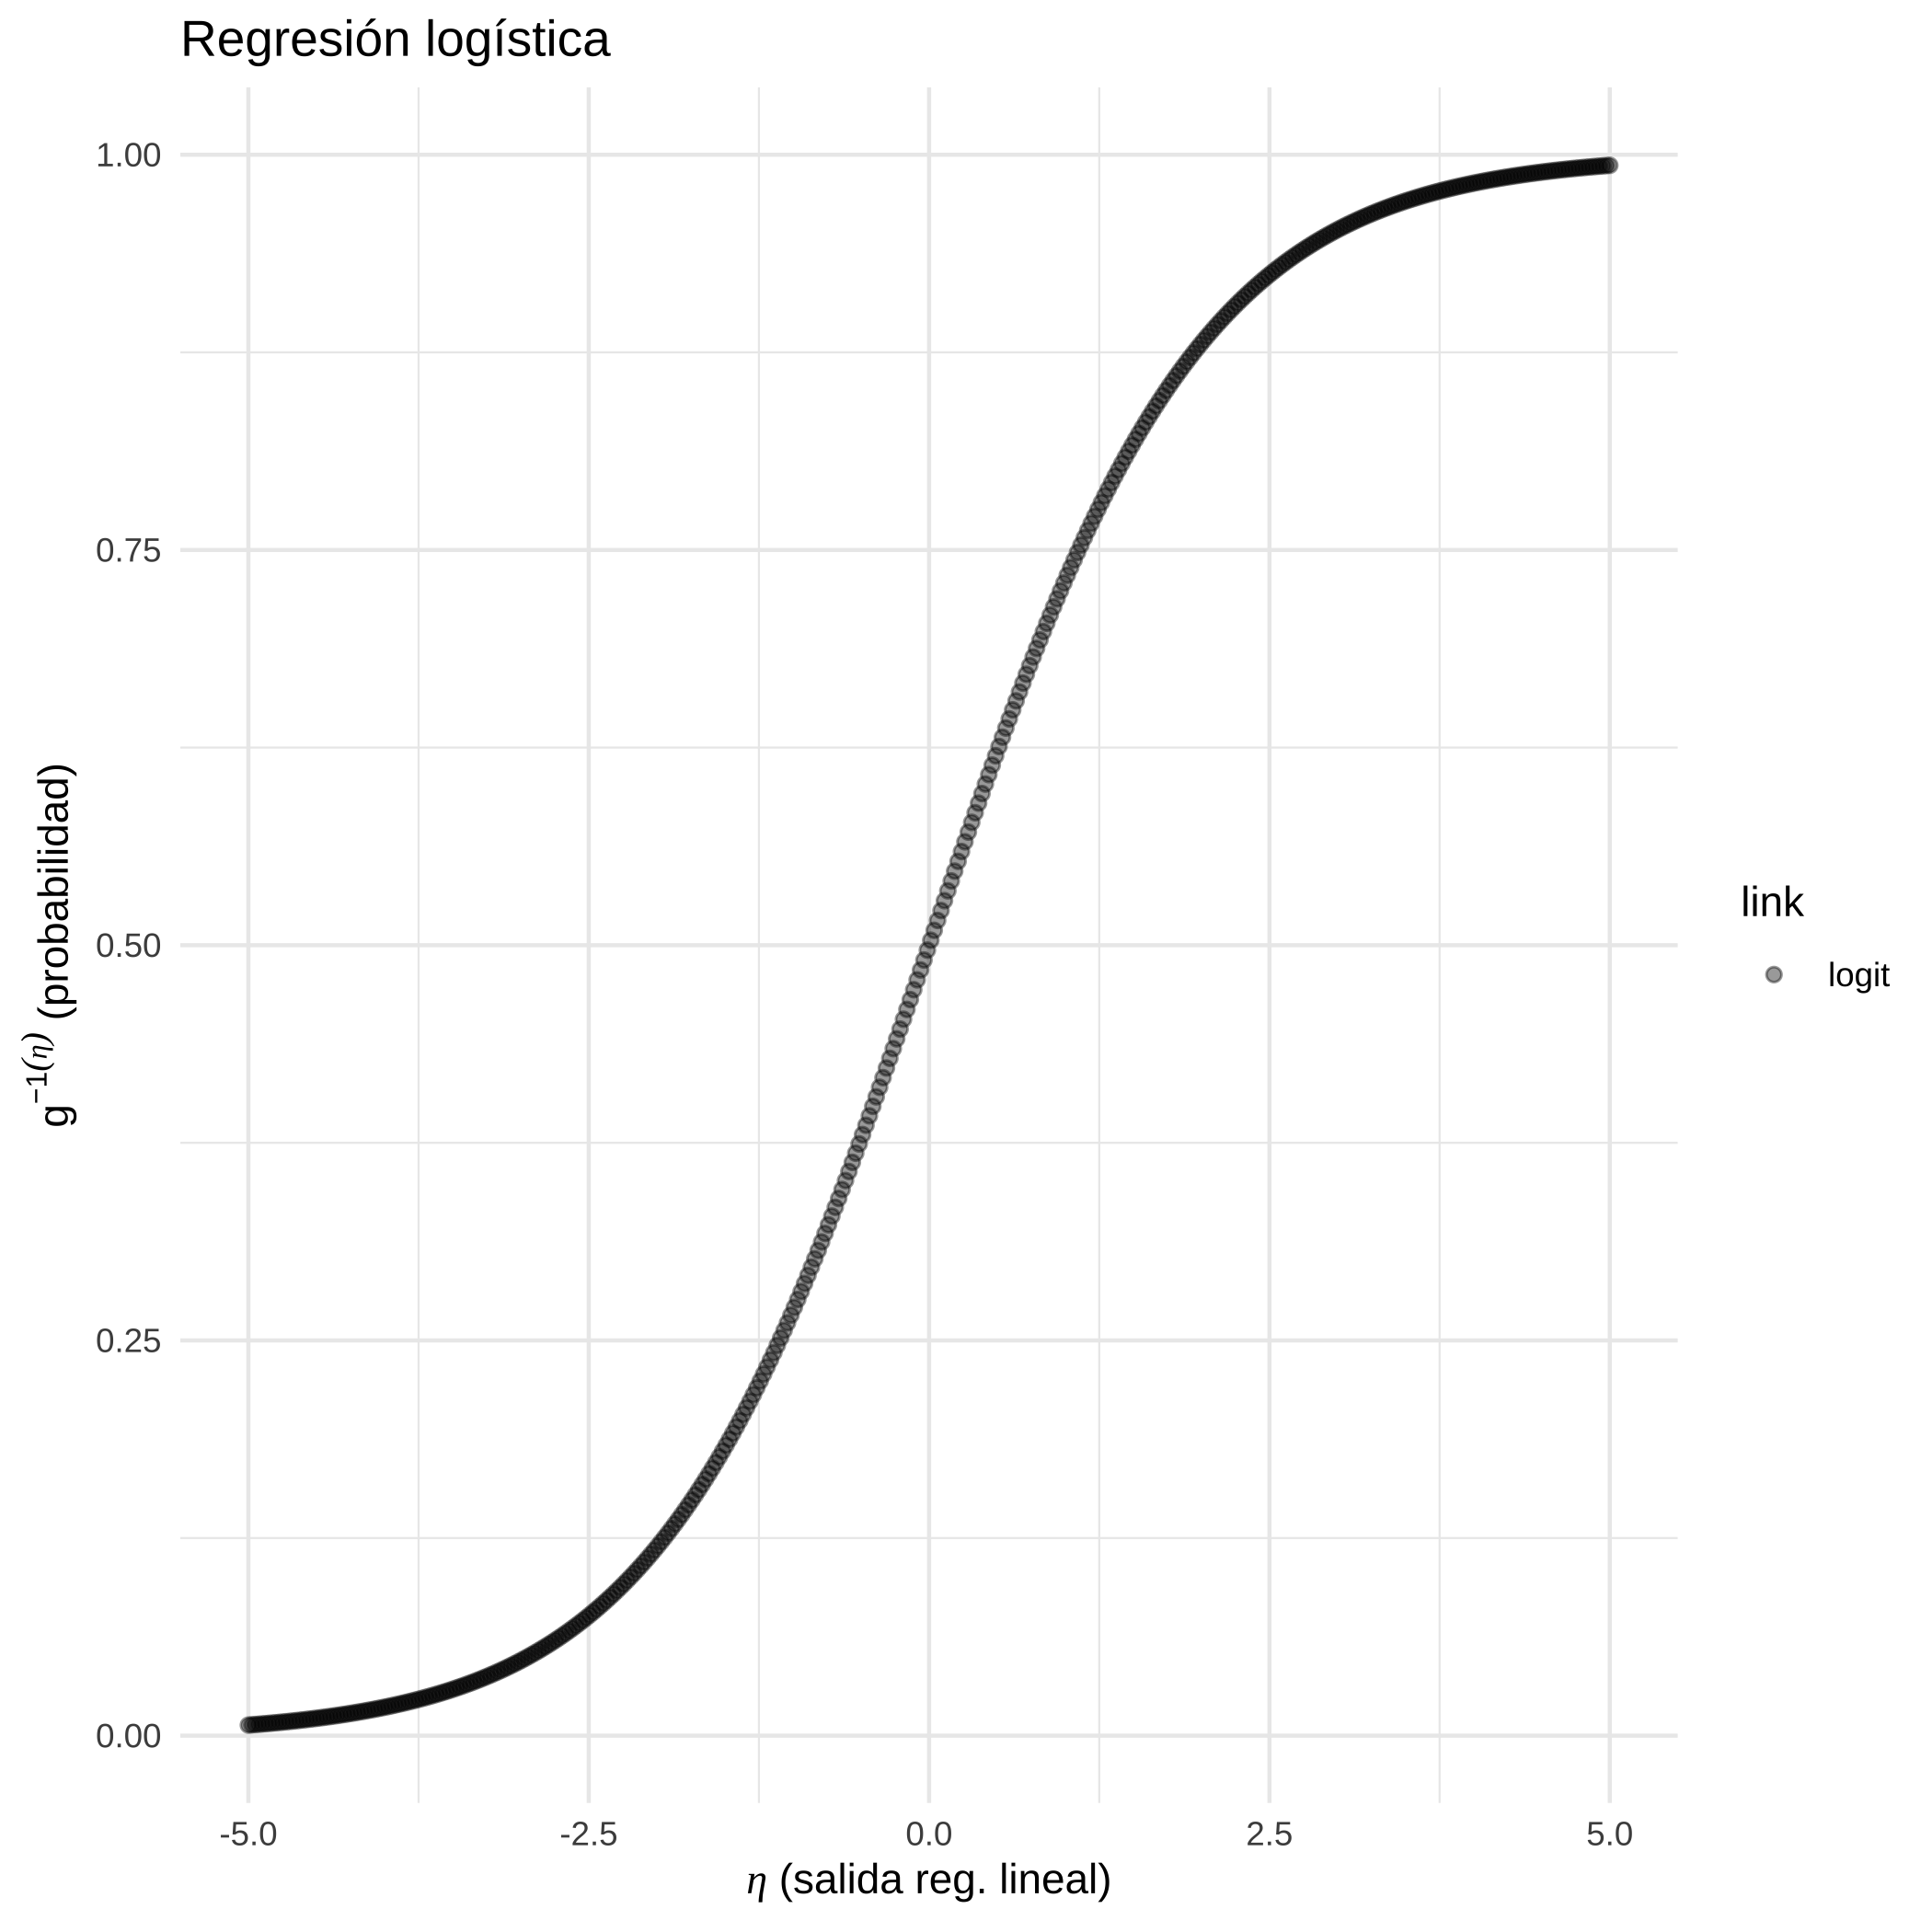 Regresión logística
1.00
0.75
0.50
0.25
0.00
g⁻¹⁽η⁾ (probabilidad)
-5.0
-2.5
0.0
2.5
5.0
η (salida reg. lineal)
link
logit